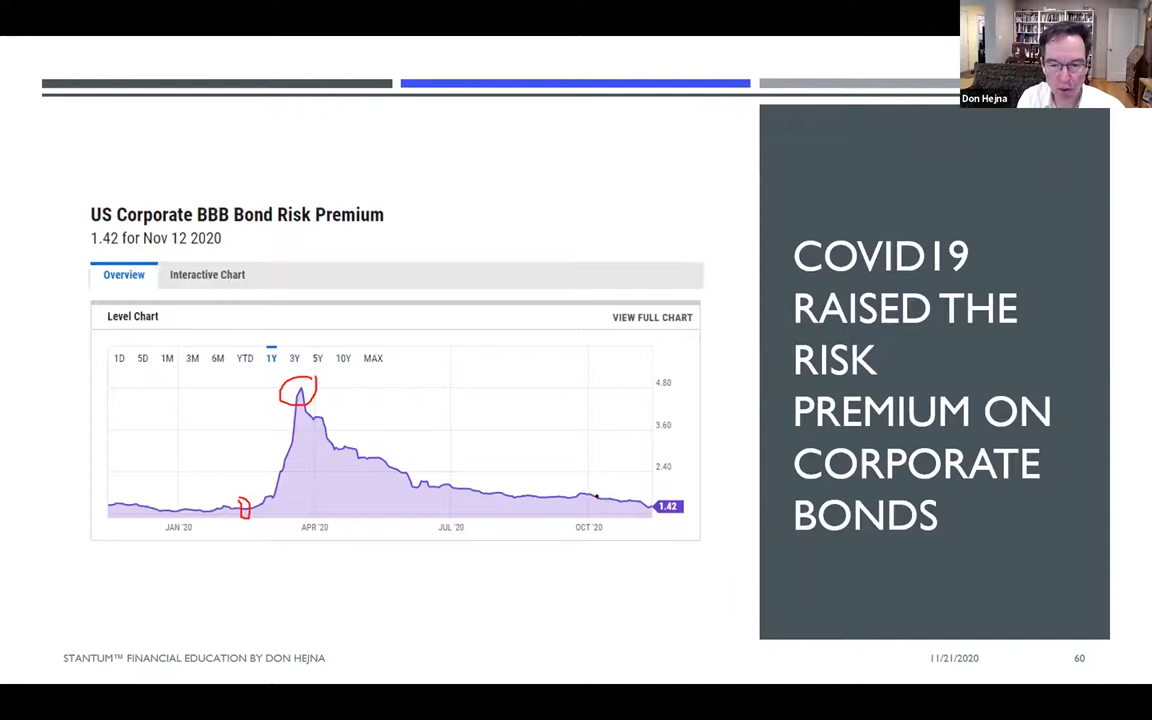 Don Hejna
US Corporate BBB Bond Risk Premium
1.42 for Nov 12 2020
Overview Interactive Chart
Level Chart VIEW FULL CHART
1D 5D 1M 3M 6M YTD 1Y 3Y 5Y 10Y MAX
4.80
3.60
2.40
1.42
JAN '20 APR '20 JUL '20 OCT '20
COVID19
RAISED THE
RISK
PREMIUM ON
CORPORATE
BONDS
STANTUM™ FINANCIAL EDUCATION BY DON HEJNA 11/21/2020 60